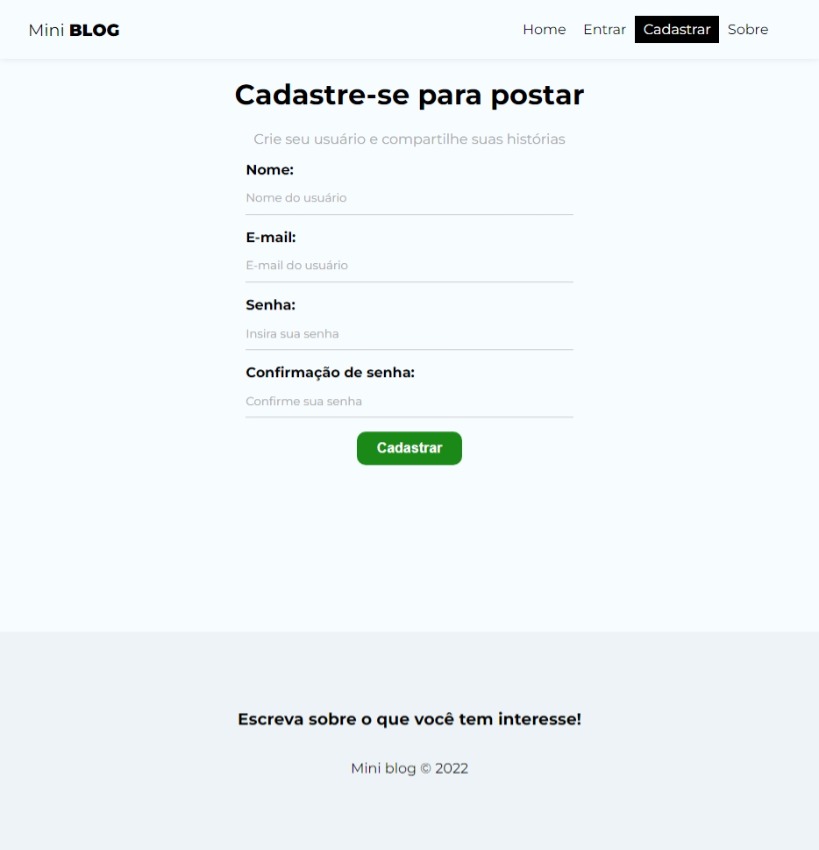 Mini BLOG
Home Entrar Cadastrar Sobre
Cadastre-se para postar
Crie seu usuário e compartilhe suas histórias
Nome:
Nome do usuário
E-mail:
E-mail do usuário
Senha:
Insira sua senha
Confirmação de senha:
Confirme sua senha
Cadastrar
Escreva sobre o que você tem interesse!
Mini blog © 2022